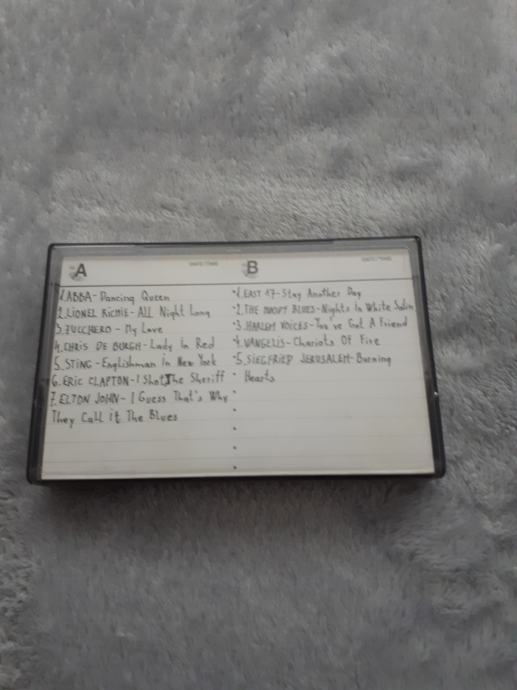 A
1.ABBA-Dancing Queen
2.LIONEL RICHIE-ALL Night Long
3.ZUCCHERO-My Love
4.CHRIS DE BURGH-Lady In Red
5.STING-Englishman in New York
6.ERIC CLAPTON-I Shot The Sheriff
7.ELTON JOHN-I Guess That's Why
They Call it The Blues
B
1.EAST 17-Stay Another Day
2.THE MOODY BLUES-Nights In White Satin
3.HARLEM VOICES-You've Got A Friend
4.VANGELIS-Chariots Of Fire
5.SIEGFRIED JERUSALEM-Burning
Hearts